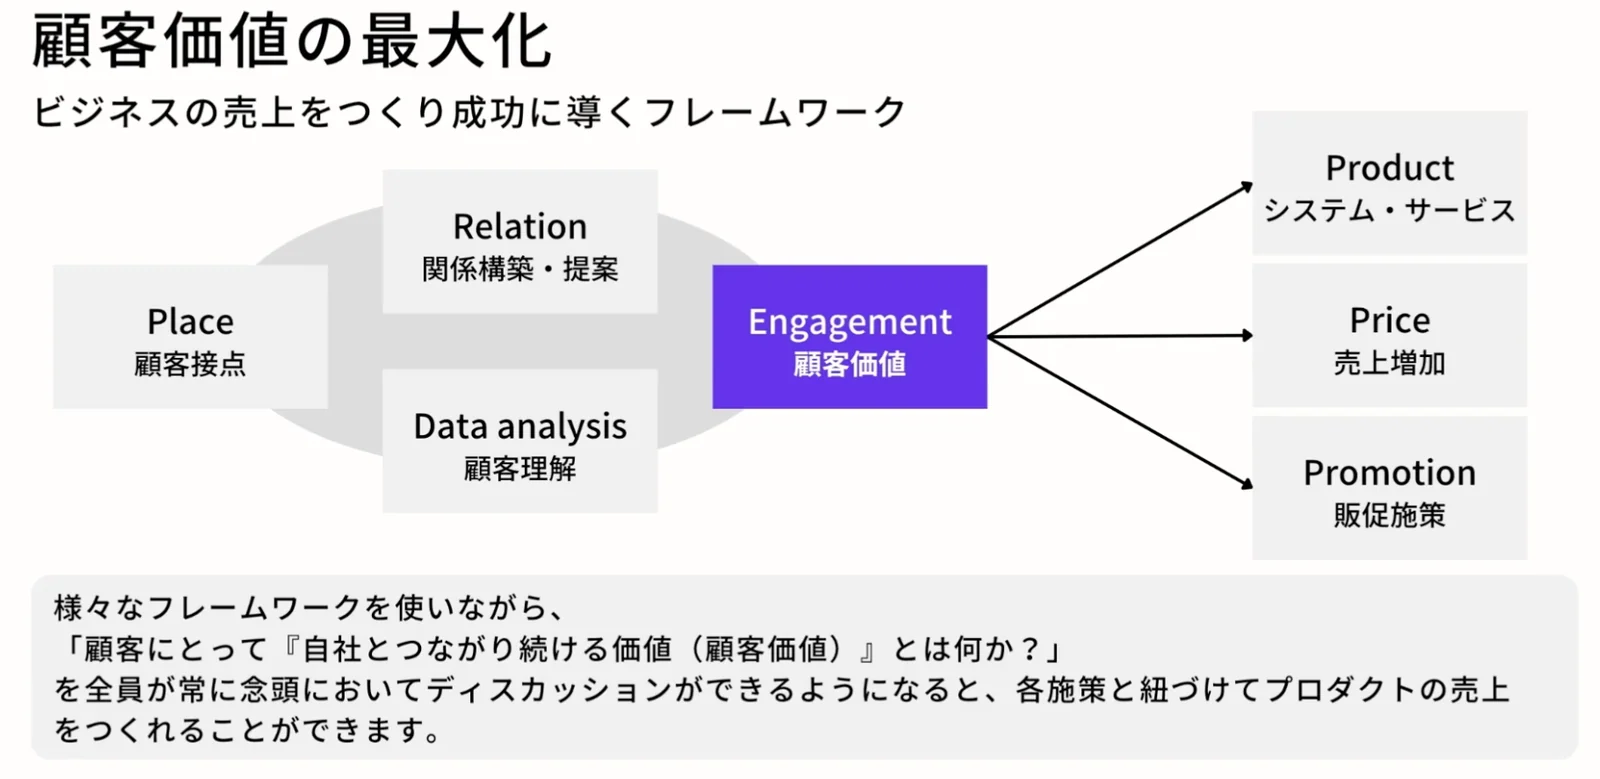 顧客価値の最大化
ビジネスの売上をつくり成功に導くフレームワーク
Place
顧客接点
Relation
関係構築・提案
Data analysis
顧客理解
Engagement
顧客価値
Product
システム・サービス
Price
売上増加
Promotion
販促施策
様々なフレームワークを使いながら、
「顧客にとって『自社とつながり続ける価値（顧客価値）』とは何か？」
を全員が常に念頭においてディスカッションができるようになると、各施策と紐づけてプロダクトの売上
をつくれることができます。